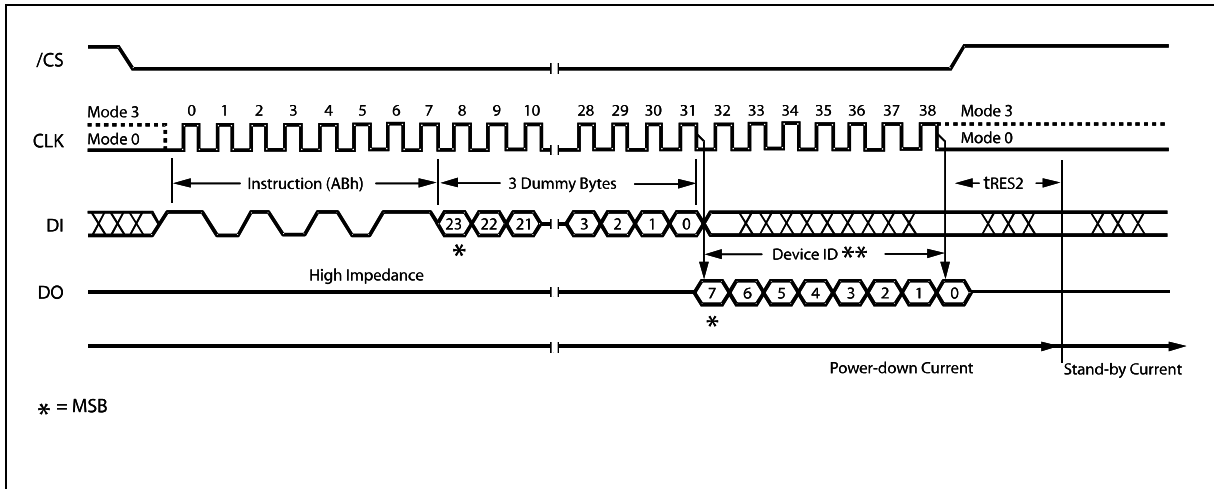 /CS
Mode 3 0 1 2 3 4 5 6 7 8 9 10 28 29 30 31 32 33 34 35 36 37 38 Mode 3
CLK Mode 0 Mode 0
Instruction (ABh) 3 Dummy Bytes tRES2
DI 23 22 21 3 2 1 0
* Device ID **
High Impedance
DO 7 6 5 4 3 2 1 0
*
Power-down Current Stand-by Current
* = MSB